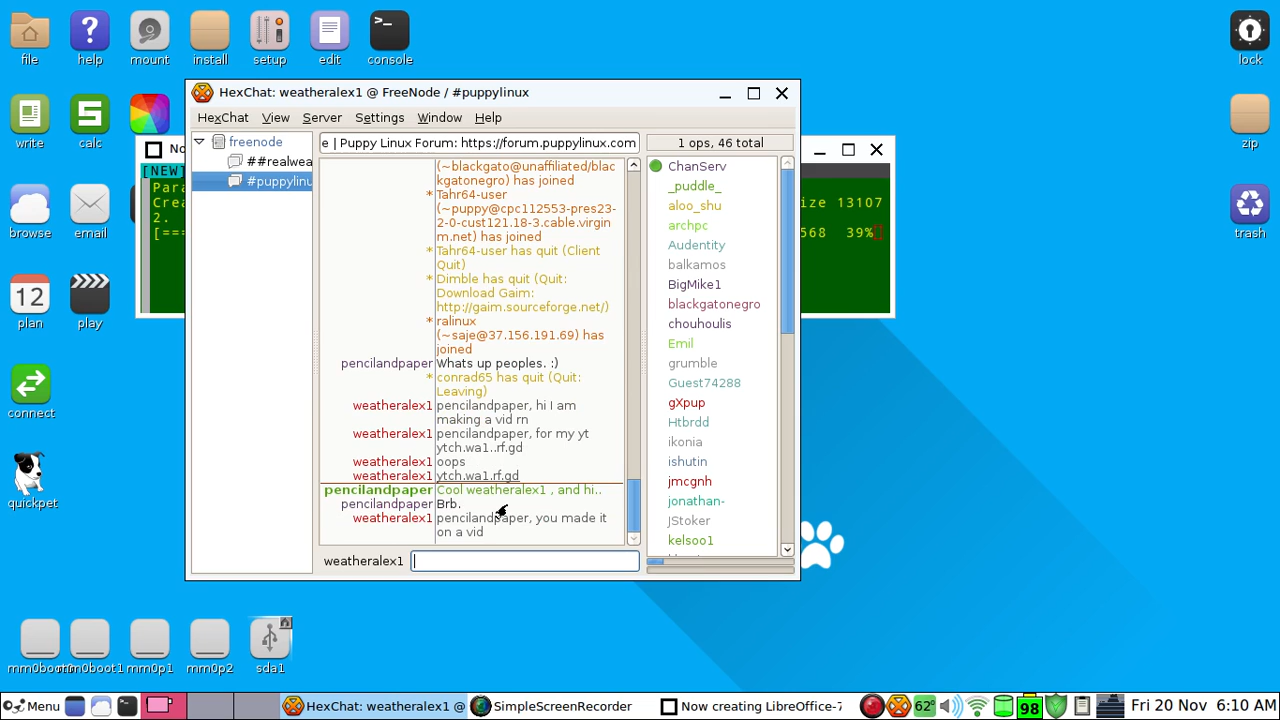 file
help
mount
install
setup
edit
console
lock
write
calc
zip
browse
email
trash
plan
12
play
connect
quickpet
HexChat: weatheralex1 @ FreeNode / #puppylinux
HexChat View Server Settings Window Help
freenode
##realwea
#puppylinu
e | Puppy Linux Forum: https://forum.puppylinux.com
1 ops, 46 total
(~blackgato@unaffiliated/blac
kgatonegro) has joined
* Tahr64-user
(~puppy@cpc112553-pres23-
2-0-cust121.18-3.cable.virgin
m.net) has joined
* Tahr64-user has quit (Client
Quit)
* Dimble has quit (Quit:
Download Gaim:
http://gaim.sourceforge.net/)
* ralinux
(~saje@37.156.191.69) has
joined
pencilandpaper Whats up peoples. :)
* conrad65 has quit (Quit:
Leaving)
weatheralex1 pencilandpaper, hi I am
making a vid rn
weatheralex1 pencilandpaper, for my yt
ytch.wa1..rf.gd
weatheralex1 oops
weatheralex1 ytch.wa1.rf.gd
pencilandpaper Cool weatheralex1 , and hi..
pencilandpaper Brb.
weatheralex1 pencilandpaper, you made it
on a vid
weatheralex1
ChanServ
_puddle_
aloo_shu
archpc
Audentity
balkamos
BigMike1
blackgatonegro
chouhoulis
Emil
grumble
Guest74288
gXpup
Htbrdd
ikonia
ishutin
jmcgnh
jonathan-
JStoker
kelsoo1
No
[NEW]
Para
Crea
2.
[===
ize 13107
568 39%
mm0boot1
mm0p1
mm0p2
sda1
Menu
HexChat: weatheralex1 @
SimpleScreenRecorder
Now creating LibreOffice-
62°
98
Fri 20 Nov 6:10 AM